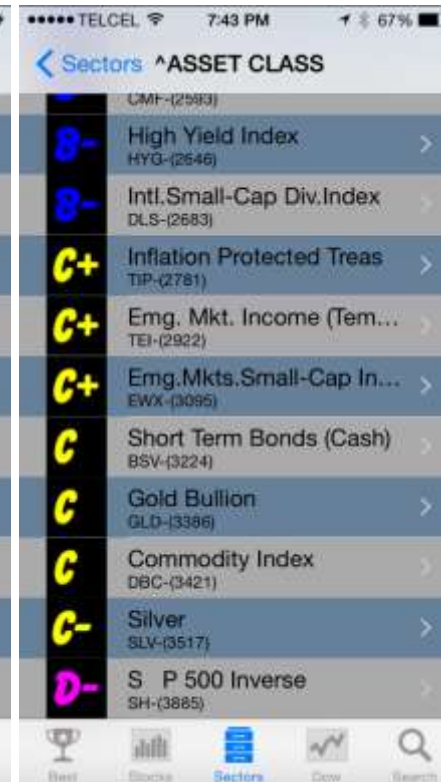 ●●●●● TELCEL 7:43 PM 67%
Sectors ^ASSET CLASS
CMF-(2593)
B- High Yield Index
HYG-(2646)
B- Intl.Small-Cap Div.Index
DLS-(2683)
C+ Inflation Protected Treas
TIP-(2781)
C+ Emg. Mkt. Income (Tem...
TEI-(2922)
C+ Emg.Mkts.Small-Cap In...
EWX-(3095)
C Short Term Bonds (Cash)
BSV-(3224)
C Gold Bullion
GLD-(3386)
C Commodity Index
DBC-(3421)
C- Silver
SLV-(3517)
D- S P 500 Inverse
SH-(3885)
Best Stocks Sectors Dow Search